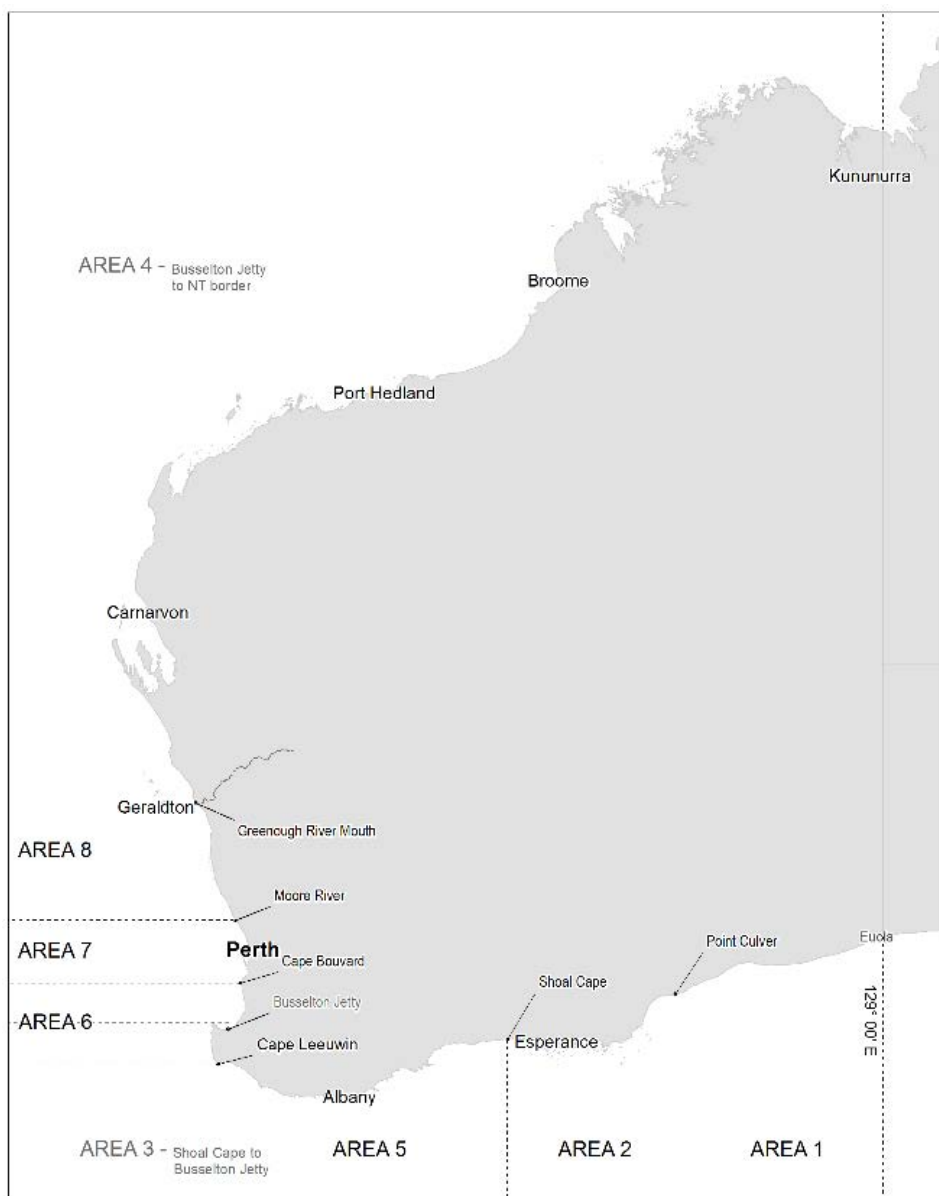 Kununurra
AREA 4 - Busselton Jetty
to NT border
Broome
Port Hedland
Carnarvon
Geraldton
Greenough River Mouth
AREA 8
Moore River
AREA 7
Perth
Cape Bouvard
Point Culver
Eucla
Shoal Cape
Busselton Jetty
AREA 6
Cape Leeuwin
Esperance
129° 00' E
Albany
AREA 3 - Shoal Cape to
Busselton Jetty
AREA 5
AREA 2
AREA 1